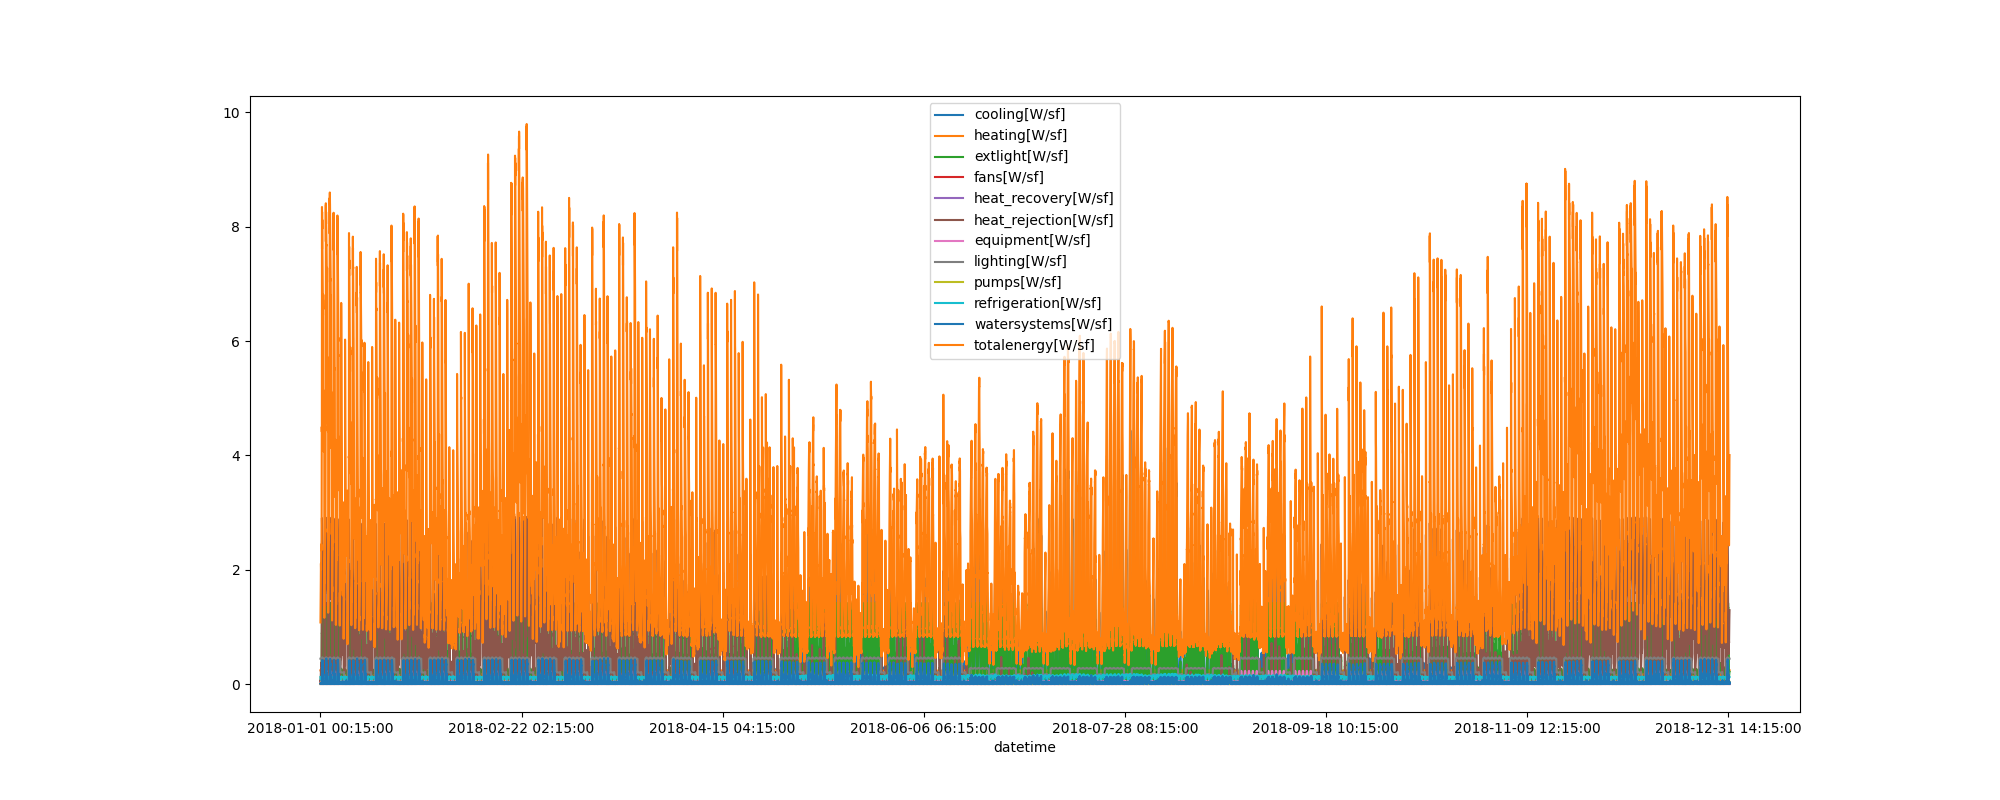 10
8
6
4
2
0
cooling[W/sf]
heating[W/sf]
extlight[W/sf]
fans[W/sf]
heat_recovery[W/sf]
heat_rejection[W/sf]
equipment[W/sf]
lighting[W/sf]
pumps[W/sf]
refrigeration[W/sf]
watersystems[W/sf]
totalenergy[W/sf]
2018-01-01 00:15:00 2018-02-22 02:15:00 2018-04-15 04:15:00 2018-06-06 06:15:00 2018-07-28 08:15:00 2018-09-18 10:15:00 2018-11-09 12:15:00 2018-12-31 14:15:00
datetime